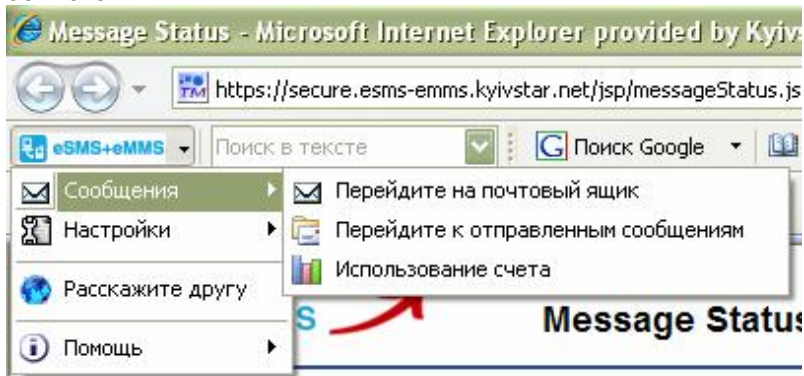 Message Status - Microsoft Internet Explorer provided by Kyivs
https://secure.esms-emms.kyivstar.net/jsp/messageStatus.js
eSMS+eMMS Поиск в тексте Поиск Google
Сообщения Перейдите на почтовый ящик
Настройки Перейдите к отправленным сообщениям
Использование счета
Расскажите другу
S Message Status
Помощь